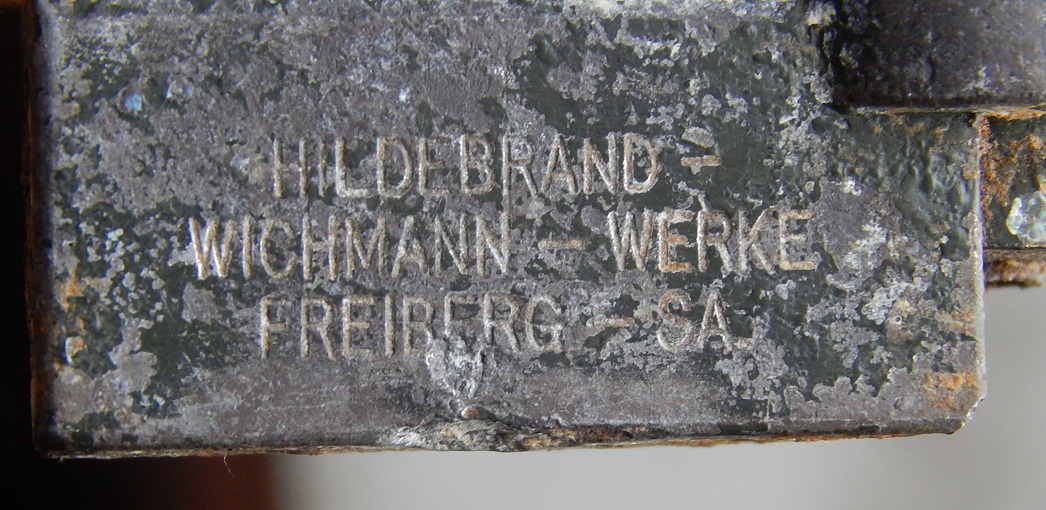 HILDEBRAND =
WICHMANN - WERKE
FREIBERG - SA.